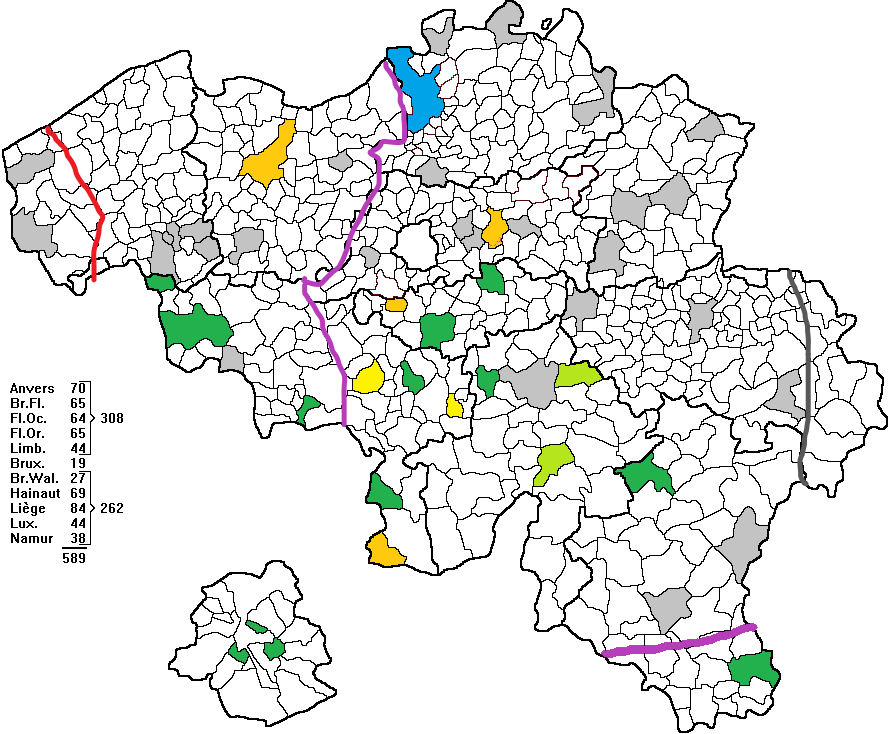 Anvers 70
Br.Fl. 65
Fl.Oc. 64 308
Fl.Or. 65
Limb. 44
Brux. 19
Br.Wal. 27
Hainaut 69
Liège 84 262
Lux. 44
Namur 38
589